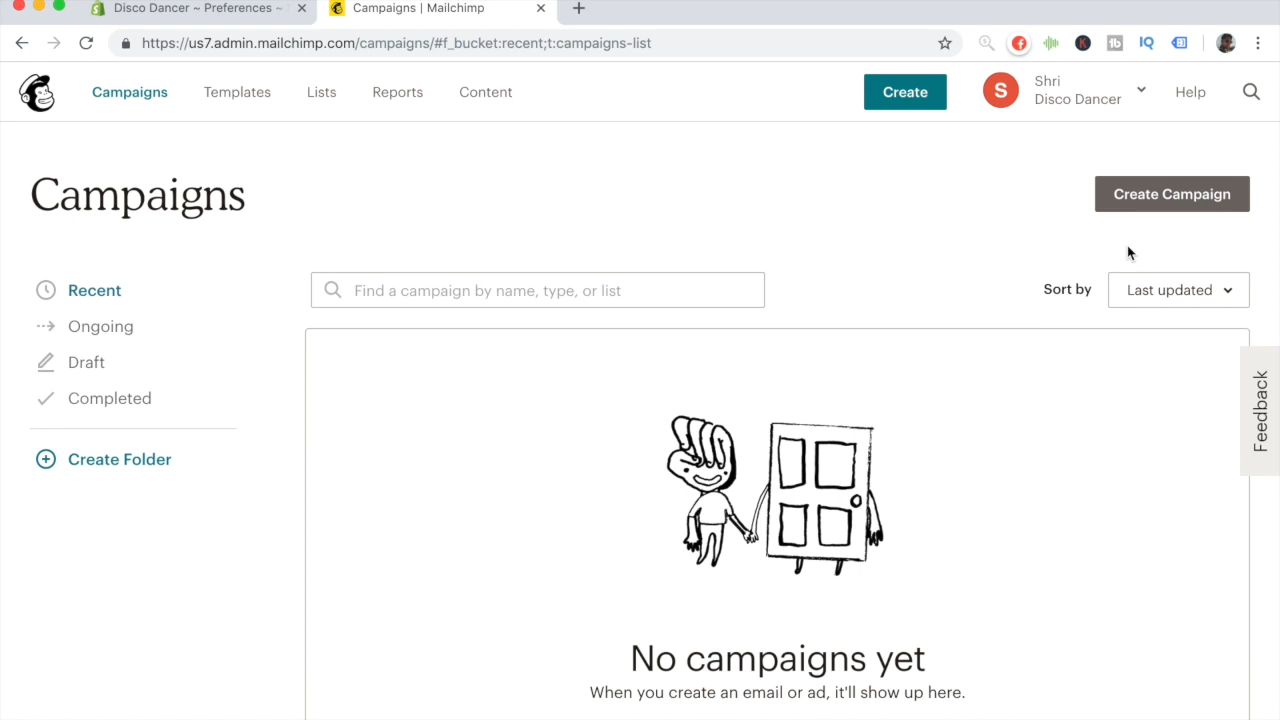 Disco Dancer ~ Preferences ~
Campaigns | Mailchimp
https://us7.admin.mailchimp.com/campaigns/#f_bucket:recent;t:campaigns-list
Campaigns
Templates
Lists
Reports
Content
Create
S
Shri
Disco Dancer
Help
Campaigns
Create Campaign
Recent
Ongoing
Draft
Completed
Create Folder
Find a campaign by name, type, or list
Sort by
Last updated
Feedback
No campaigns yet
When you create an email or ad, it'll show up here.